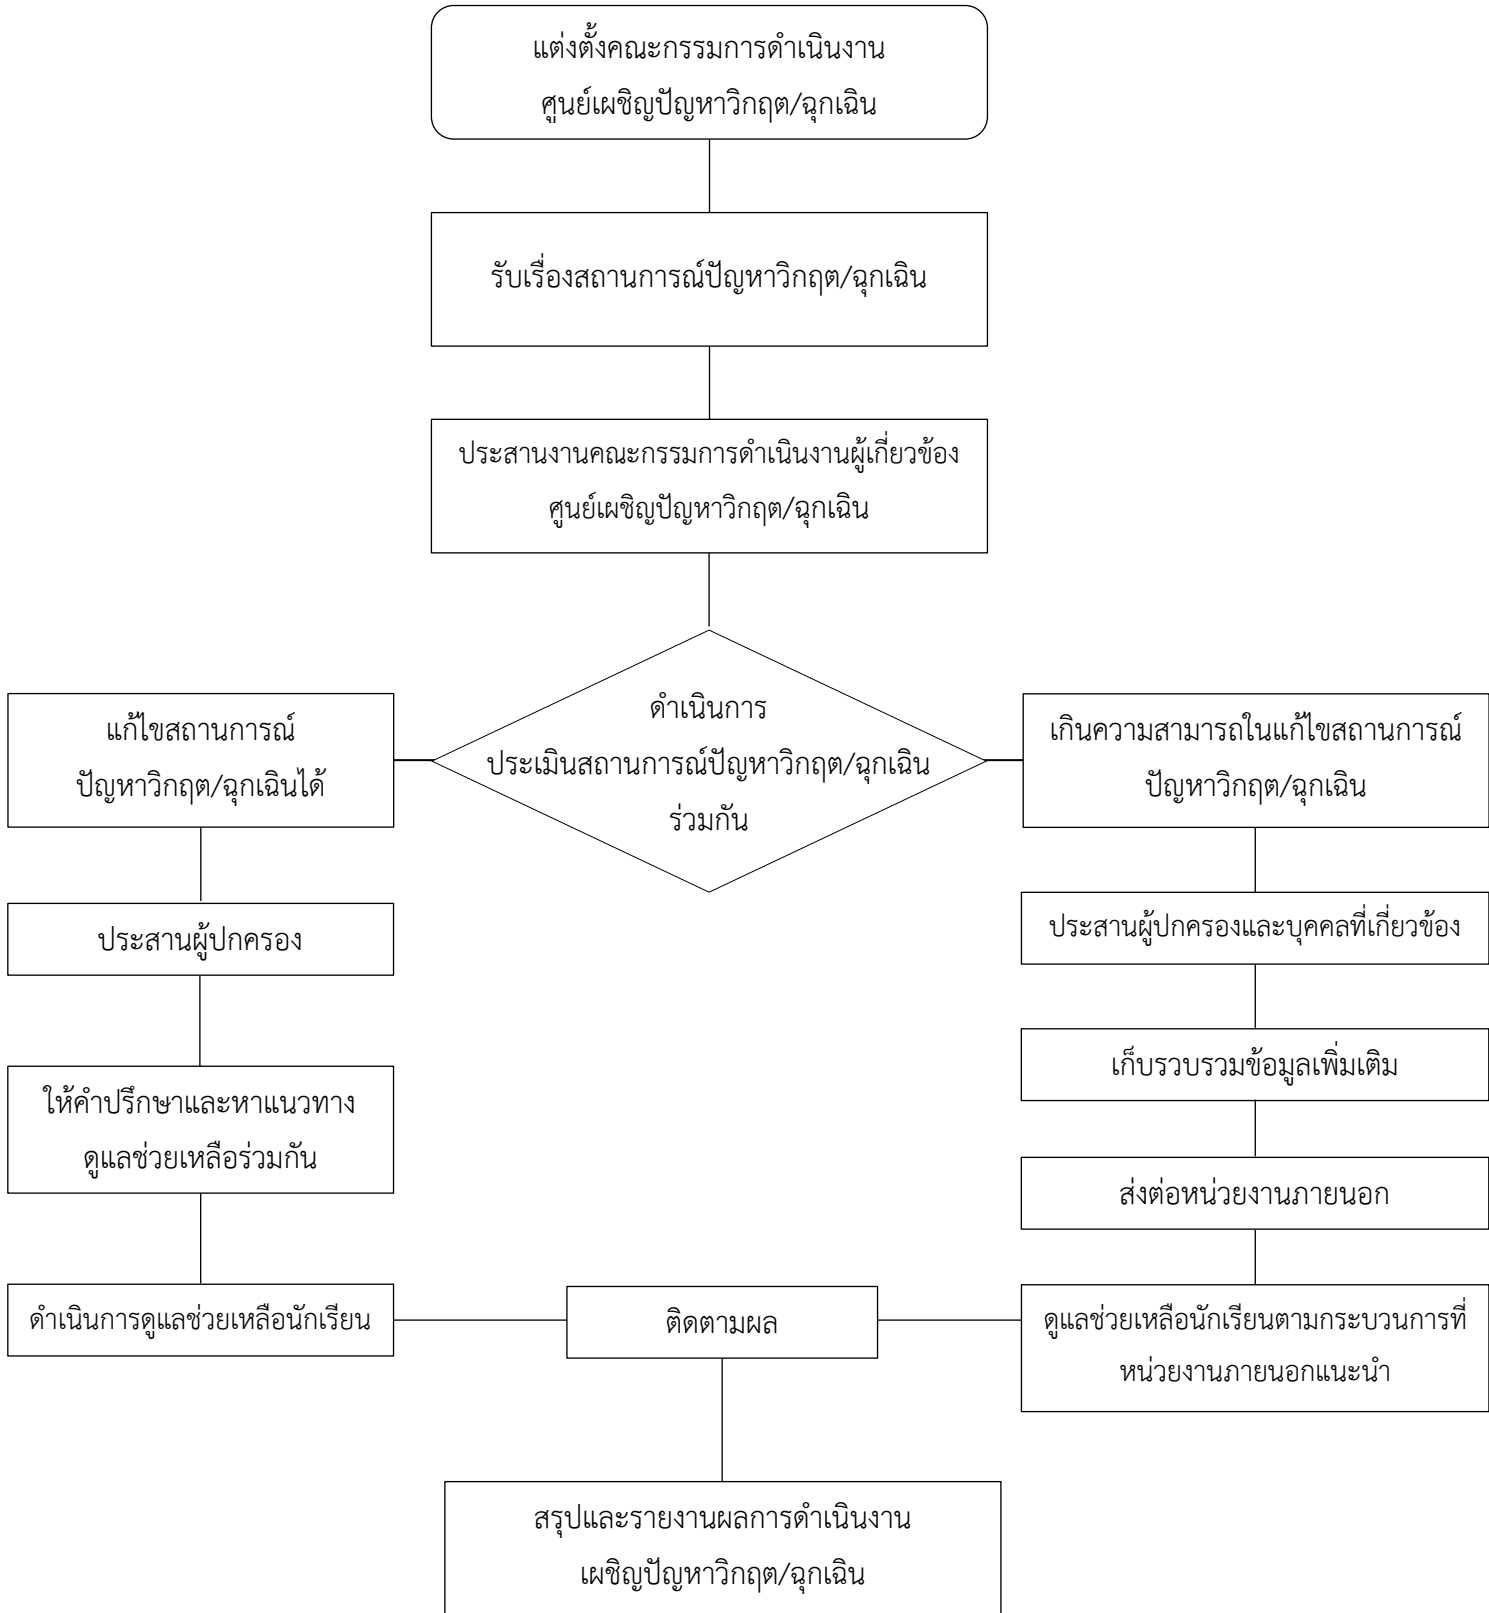 แต่งตั้งคณะกรรมการดำเนินงาน
ศูนย์เผชิญปัญหาวิกฤต/ฉุกเฉิน
รับเรื่องสถานการณ์ปัญหาวิกฤต/ฉุกเฉิน
ประสานงานคณะกรรมการดำเนินงานผู้เกี่ยวข้อง
ศูนย์เผชิญปัญหาวิกฤต/ฉุกเฉิน
ดำเนินการ
ประเมินสถานการณ์ปัญหาวิกฤต/ฉุกเฉิน
ร่วมกัน
แก้ไขสถานการณ์
ปัญหาวิกฤต/ฉุกเฉินได้
ประสานผู้ปกครอง
ให้คำปรึกษาและหาแนวทาง
ดูแลช่วยเหลือร่วมกัน
ดำเนินการดูแลช่วยเหลือนักเรียน
เกินความสามารถในแก้ไขสถานการณ์
ปัญหาวิกฤต/ฉุกเฉิน
ประสานผู้ปกครองและบุคคลที่เกี่ยวข้อง
เก็บรวบรวมข้อมูลเพิ่มเติม
ส่งต่อหน่วยงานภายนอก
ดูแลช่วยเหลือนักเรียนตามกระบวนการที่
หน่วยงานภายนอกแนะนำ
ติดตามผล
สรุปและรายงานผลการดำเนินงาน
เผชิญปัญหาวิกฤต/ฉุกเฉิน